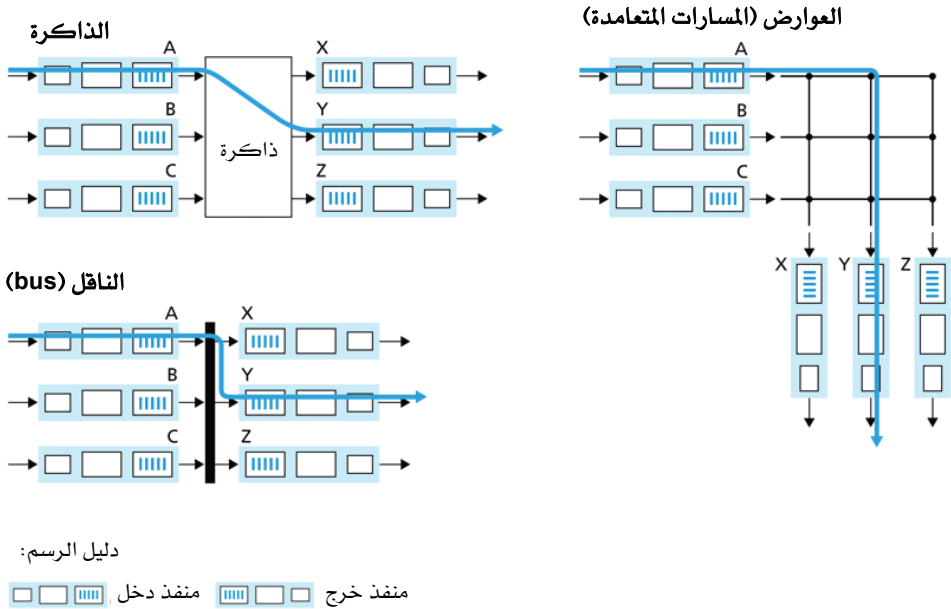 الذاكرة
A
B
C
ذاكرة
X
Y
Z
العوارض (المسارات المتعامدة)
A
B
C
X
Y
Z
الناقل (bus)
A
B
C
X
Y
Z
دليل الرسم:
منفذ دخل
منفذ خرج